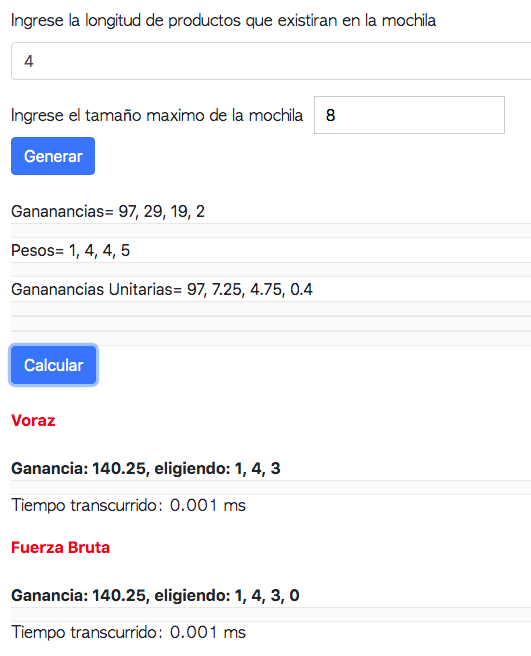 Ingrese la longitud de productos que existiran en la mochila
4
Ingrese el tamaño maximo de la mochila 8
Generar
Gananancias= 97, 29, 19, 2
Pesos= 1, 4, 4, 5
Gananancias Unitarias= 97, 7.25, 4.75, 0.4
Calcular
Voraz
Ganancia: 140.25, eligiendo: 1, 4, 3
Tiempo transcurrido: 0.001 ms
Fuerza Bruta
Ganancia: 140.25, eligiendo: 1, 4, 3, 0
Tiempo transcurrido: 0.001 ms